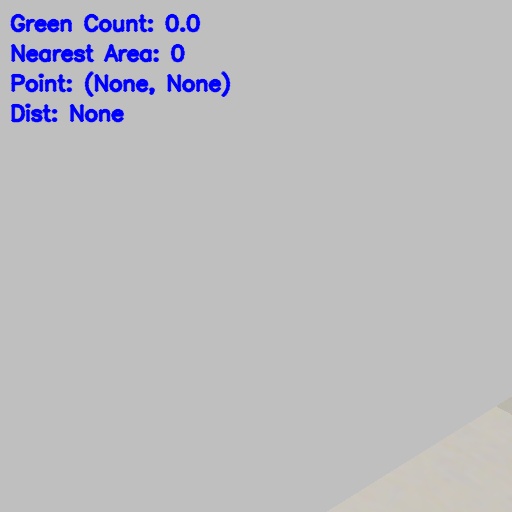 Green Count: 0.0
Nearest Area: 0
Point: (None, None)
Dist: None